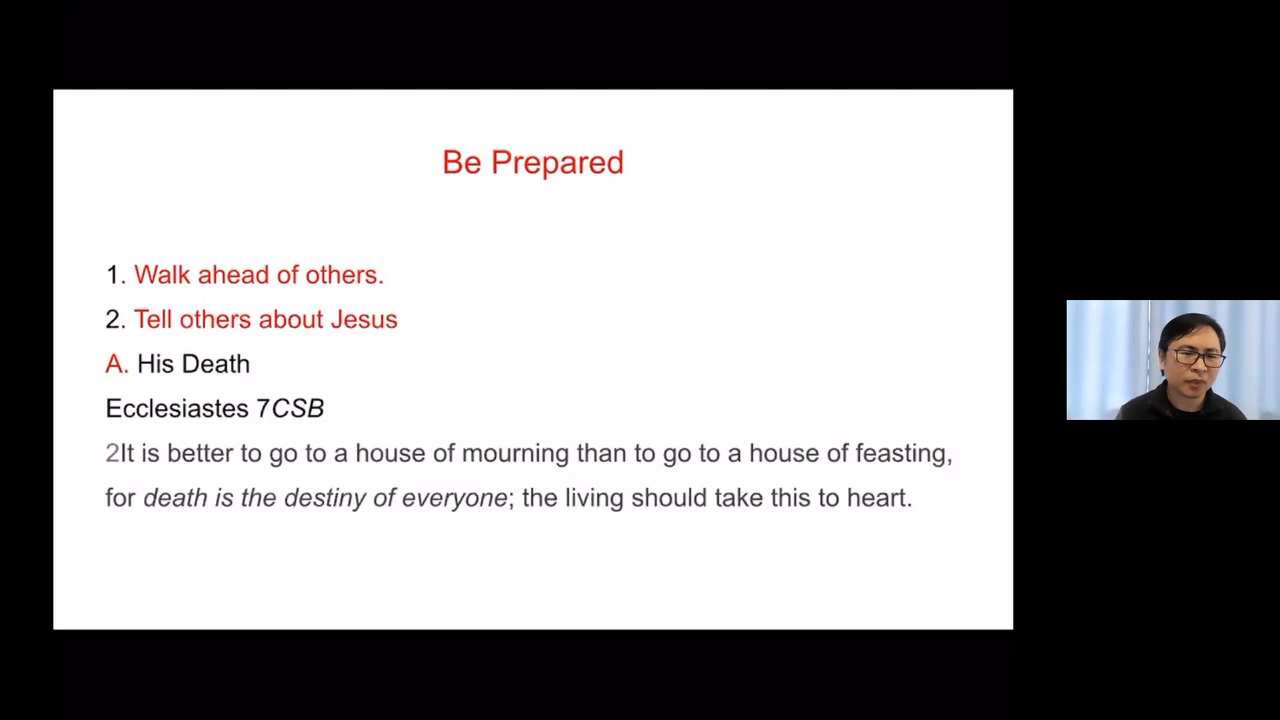 Be Prepared
1. Walk ahead of others.
2. Tell others about Jesus
A. His Death
Ecclesiastes 7CSB
2It is better to go to a house of mourning than to go to a house of feasting,
for death is the destiny of everyone; the living should take this to heart.